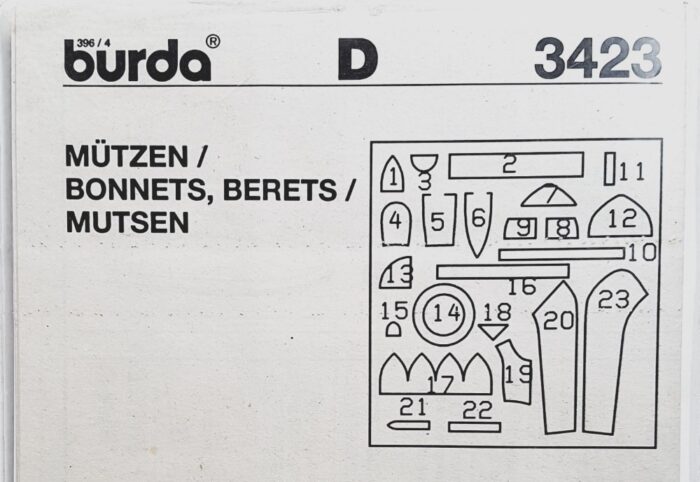 396 / 4
burda® D 3423
MÜTZEN /
BONNETS, BERETS /
MUTSEN
1 3 2 11
7
4 5 6 9 8 12
10
13 16
15 14 18 20 23
17 19
21 22